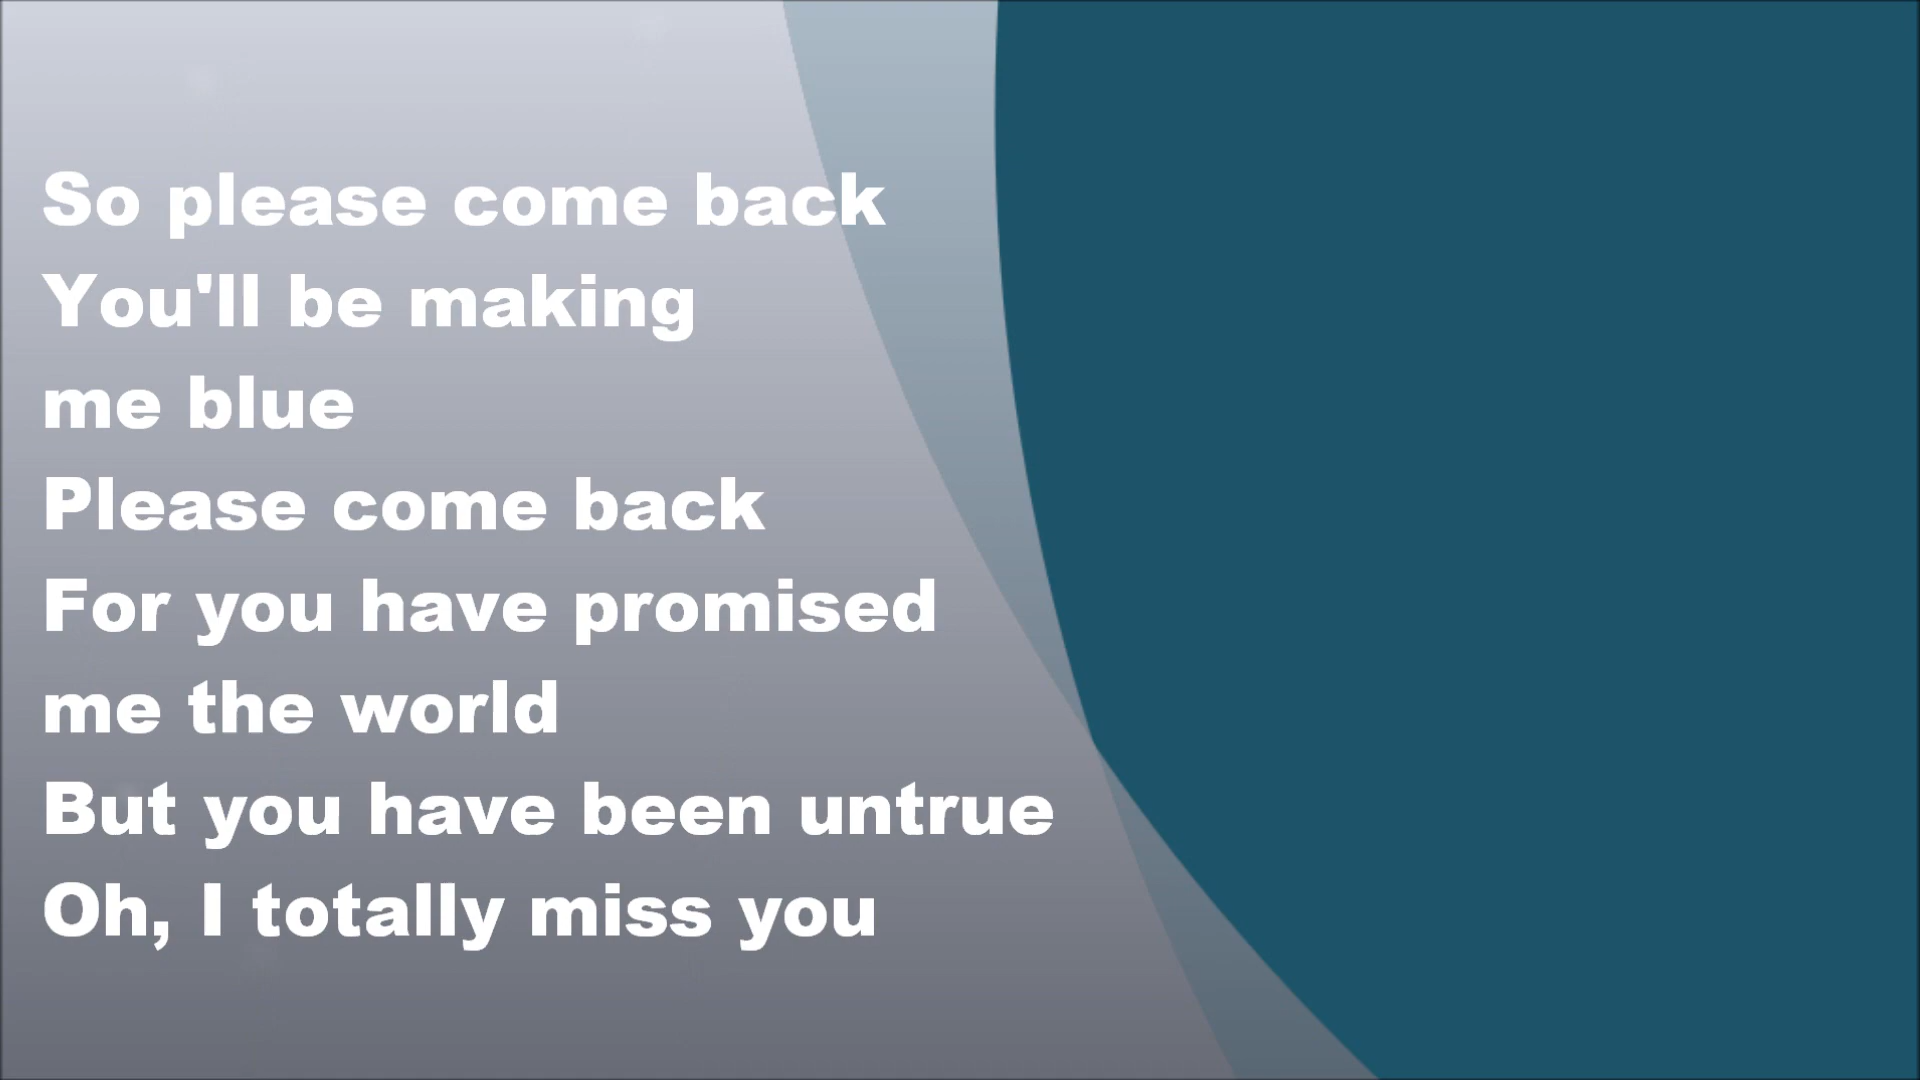 So please come back
You'll be making
me blue
Please come back
For you have promised
me the world
But you have been untrue
Oh, I totally miss you